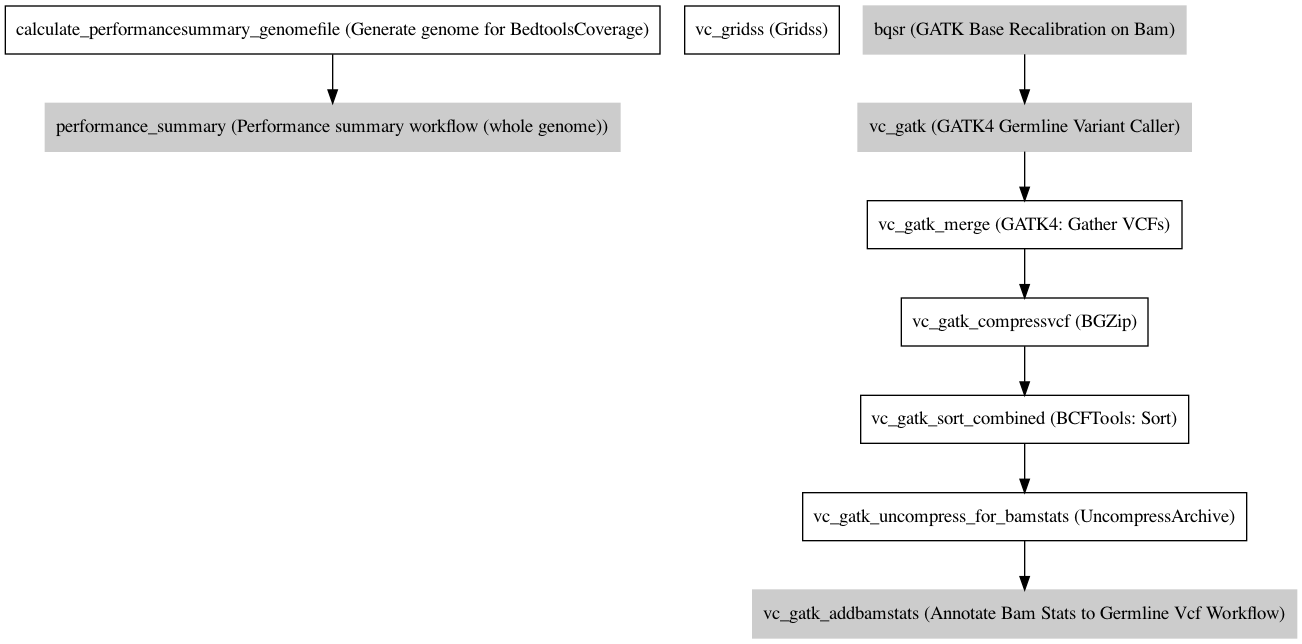 calculate_performancesummary_genomefile (Generate genome for BedtoolsCoverage)
performance_summary (Performance summary workflow (whole genome))
vc_gridss (Gridss)
bqsr (GATK Base Recalibration on Bam)
vc_gatk (GATK4 Germline Variant Caller)
vc_gatk_merge (GATK4: Gather VCFs)
vc_gatk_compressvcf (BGZip)
vc_gatk_sort_combined (BCFTools: Sort)
vc_gatk_uncompress_for_bamstats (UncompressArchive)
vc_gatk_addbamstats (Annotate Bam Stats to Germline Vcf Workflow)